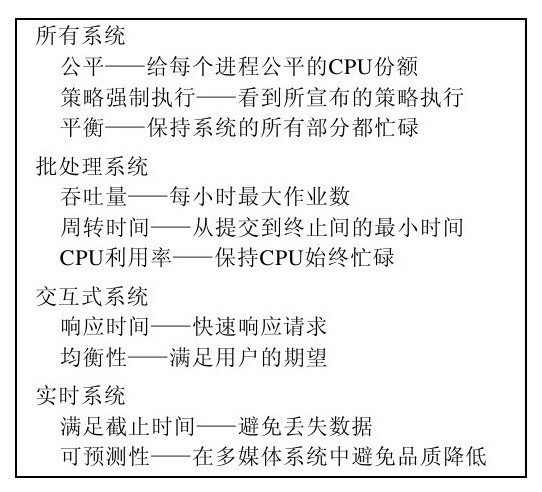 所有系统
公平——给每个进程公平的CPU份额
策略强制执行——看到所宣布的策略执行
平衡——保持系统的所有部分都忙碌
批处理系统
吞吐量——每小时最大作业数
周转时间——从提交到终止间的最小时间
CPU利用率——保持CPU始终忙碌
交互式系统
响应时间——快速响应请求
均衡性——满足用户的期望
实时系统
满足截止时间——避免丢失数据
可预测性——在多媒体系统中避免品质降低